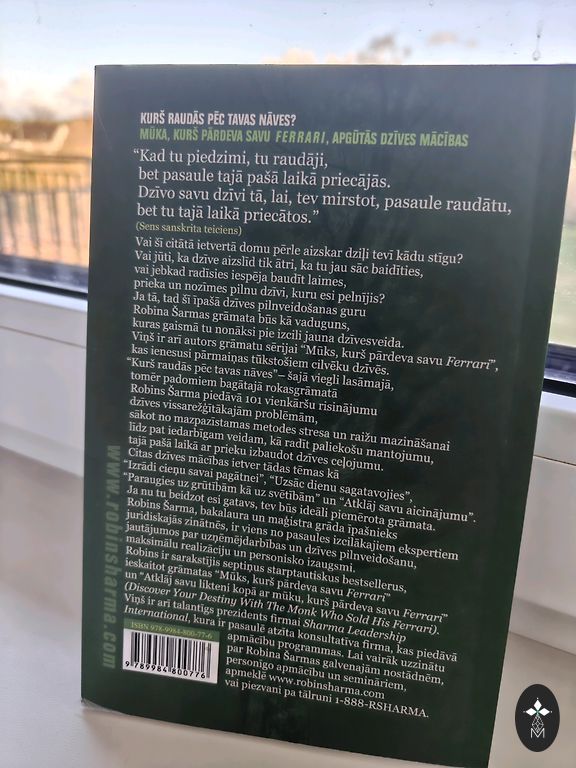 KURŠ RAUDĀS PĒC TAVAS NĀVES?
MŪKA, KURŠ PĀRDEVA SAVU FERRARI, APGŪTĀS DZĪVES MĀCĪBAS
“Kad tu piedzimi, tu raudāji,
bet pasaule tajā pašā laikā priecājās.
Dzīvo savu dzīvi tā, lai, tev mirstot, pasaule raudātu,
bet tu tajā laikā priecātos.”
(Sens sanskrita teiciens)
Vai šī citātā ietvertā domu pērle aizskar dziļi tevī kādu stīgu?
Vai jūti, ka dzīve aizslīd tik ātri, ka tu jau sāc baidīties,
vai jebkad radīsies iespēja baudīt laimes,
prieka un nozīmes pilnu dzīvi, kuru esi pelnījis?
Ja tā, tad šī īpašā dzīves pilnveidošanas guru
Robina Šarmas grāmata būs kā vaduguns,
kuras gaismā tu nonāksi pie izcili jauna dzīvesveida.
Viņš ir arī autors grāmatu sērijai “Mūks, kurš pārdeva savu Ferrari”,
kas ienesusi pārmaiņas tūkstošiem cilvēku dzīvēs.
“Kurš raudās pēc tavas nāves” – šajā viegli lasāmajā,
tomēr padomiem bagātajā rokasgrāmatā
Robins Šarma piedāvā 101 vienkāršu risinājumu
dzīves vissarežģītākajām problēmām,
sākot no mazpazīstamas metodes stresa un raižu mazināšanai
līdz pat iedarbīgam veidam, kā radīt paliekošu mantojumu,
tajā pašā laikā ar prieku izbaudot dzīves ceļojumu.
Citas dzīves mācības ietver tādas tēmas kā
“Izrādi cieņu savai pagātnei”, “Uzsāc dienu sagatavojies”,
“Paraugies uz grūtībām kā uz svētībām” un “Atklāj savu aicinājumu”.
Ja nu tu beidzot esi gatavs, tev būs ideāli piemērota grāmata.
Robins Šarma, bakalaura un maģistra grāda īpašnieks
juridiskajās zinātnēs, ir viens no pasaules izcilākajiem ekspertiem
jautājumos par uzņēmējdarbības un dzīves pilnveidošanu,
maksimālu realizāciju un personisko izaugsmi.
Robins ir sarakstījis septiņus starptautiskus bestsellerus,
ieskaitot grāmatas “Mūks, kurš pārdeva savu Ferrari”
un “Atklāj savu likteni kopā ar mūku, kurš pārdeva savu Ferrari”
(Discover Your Destiny With The Monk Who Sold His Ferrari).
Viņš ir arī talantīgs prezidents firmai Sharma Leadership
International, kura ir pasaulē atzīta konsultatīva firma, kas piedāvā
apmācību programmas. Lai vairāk uzzinātu
par Robina Šarmas galvenajām nostādnēm,
personīgo apmācību un semināriem,
apmeklē www.robinsharma.com
vai piezvani pa tālruni 1-888-RSHARMA.
www.robinsharma.com
ISBN 978-9984-800-77-6
9 789984 800776
M